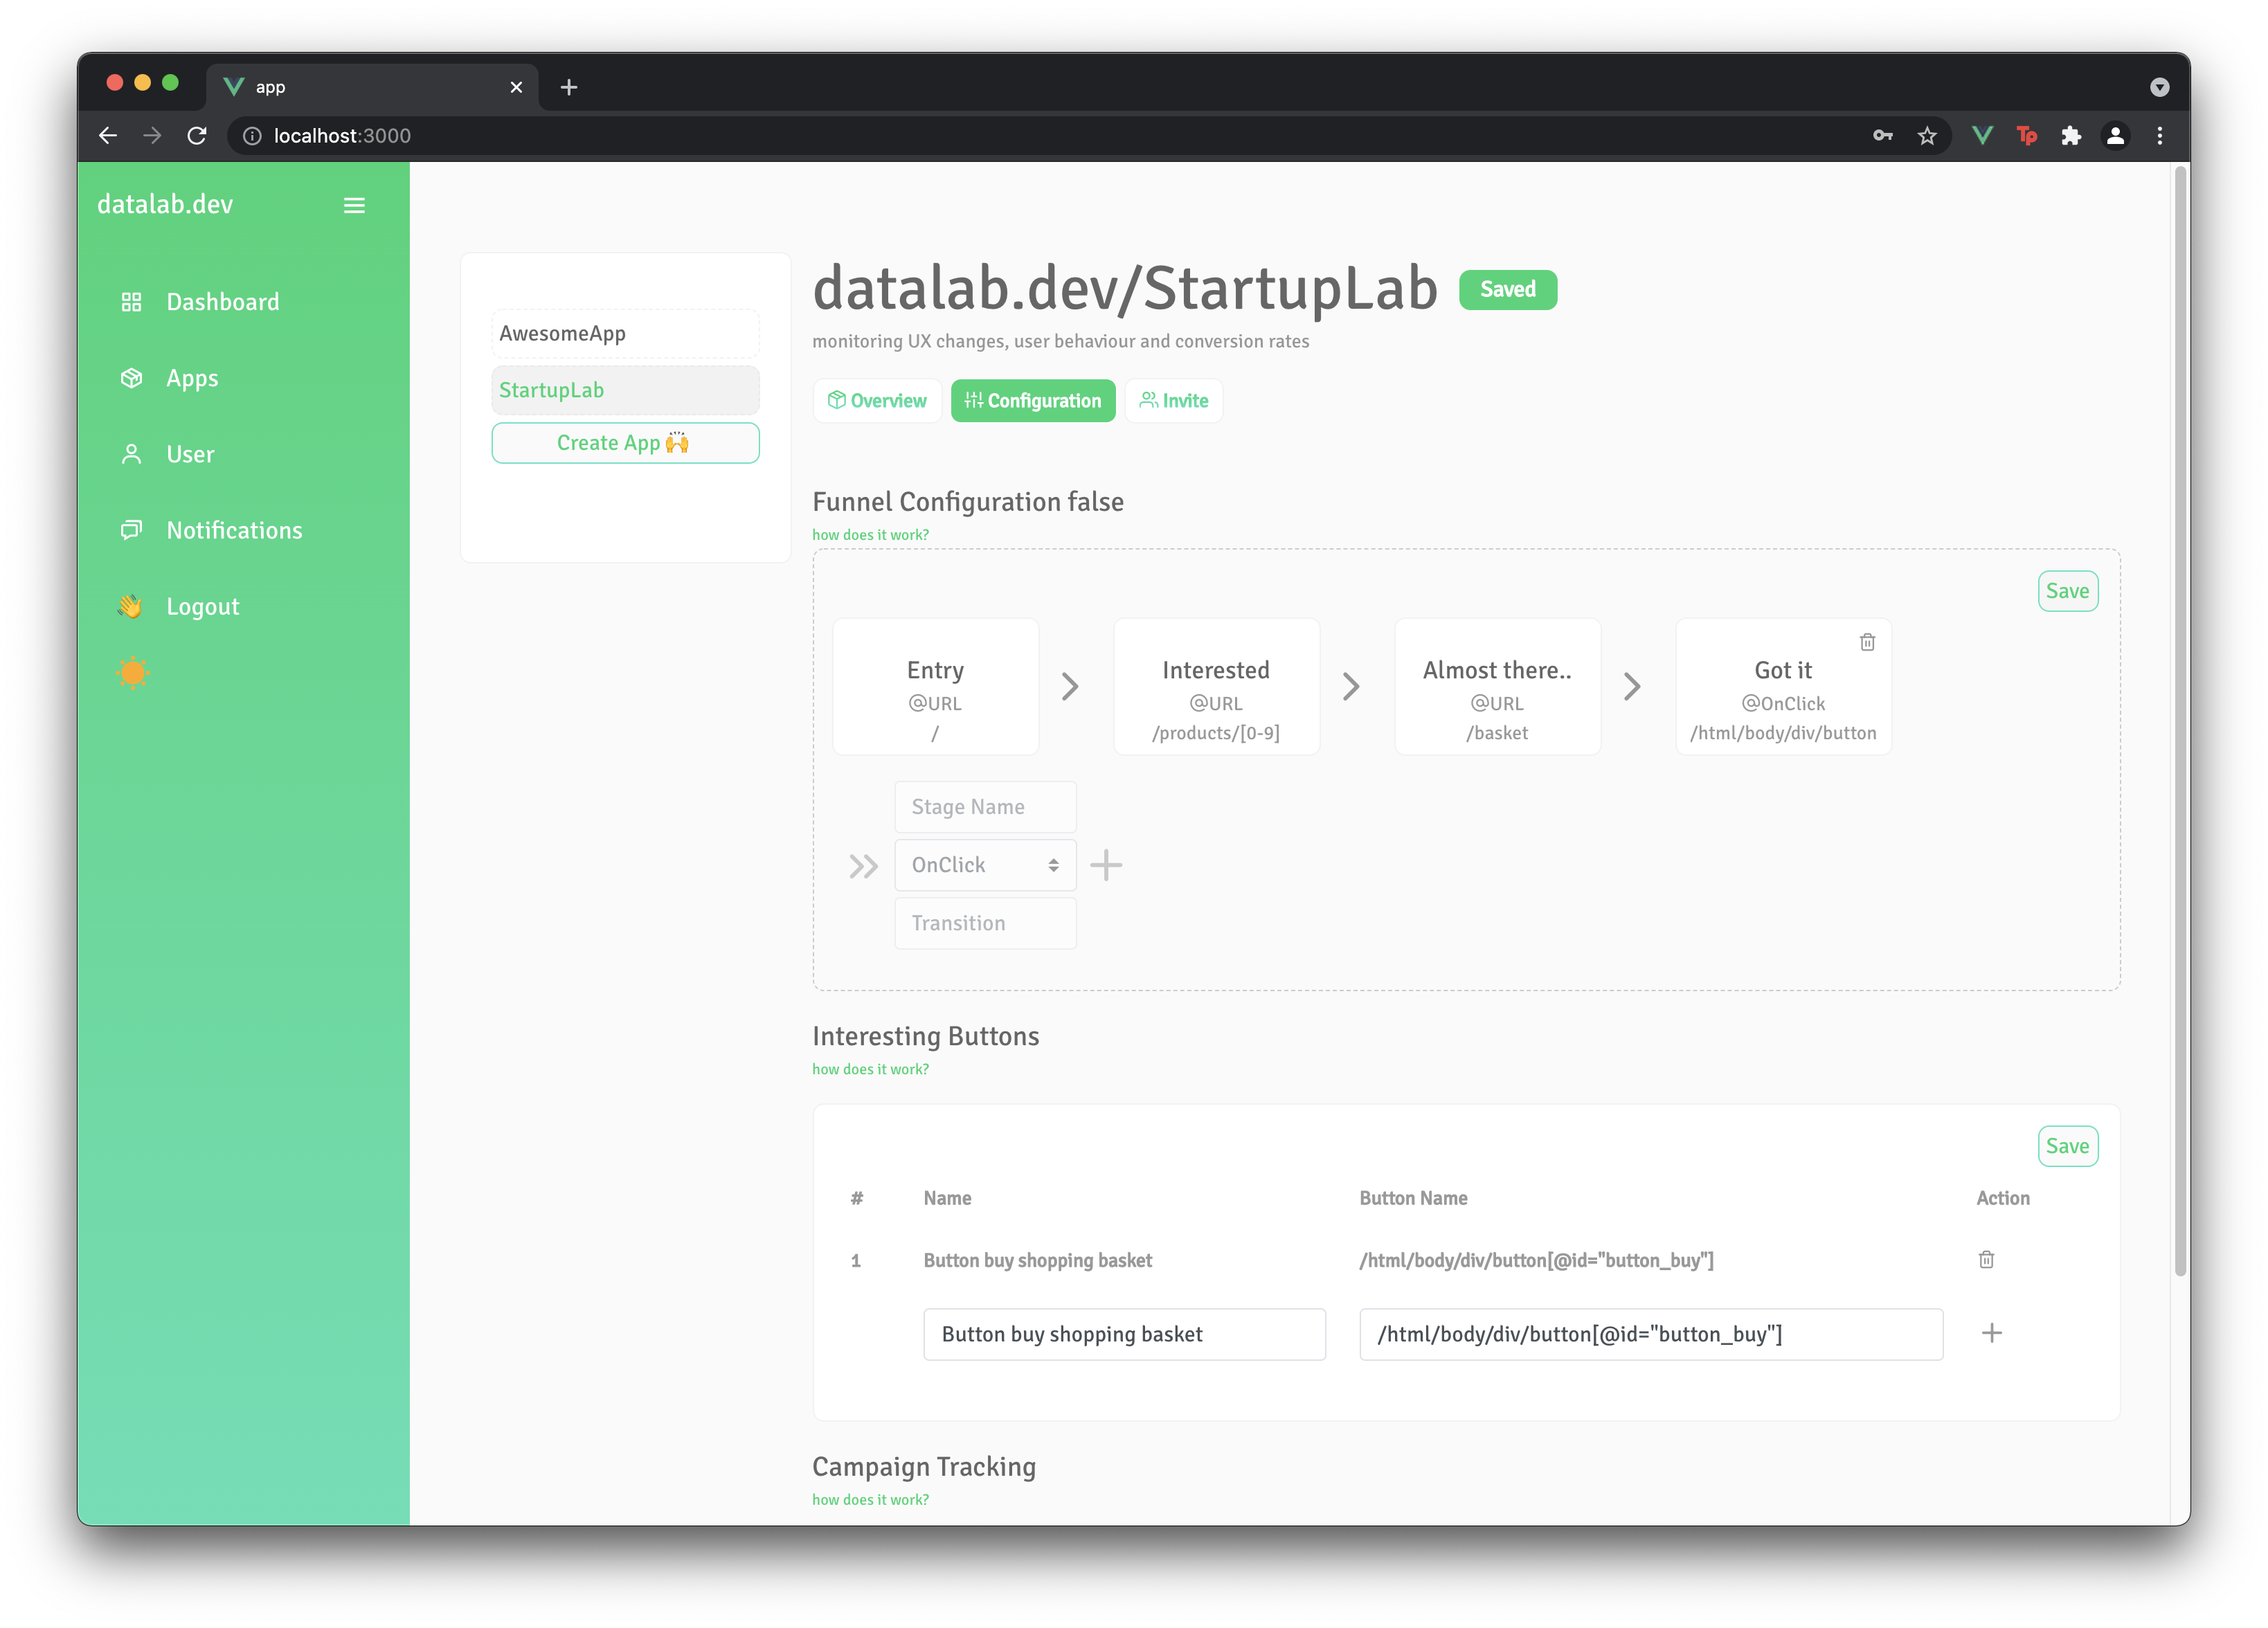 app
localhost:3000
datalab.dev
Dashboard
Apps
User
Notifications
Logout
AwesomeApp
StartupLab
Create App 🙌
datalab.dev/StartupLab
Saved
monitoring UX changes, user behaviour and conversion rates
Overview
Configuration
Invite
Funnel Configuration false
how does it work?
Save
Entry
@URL
/
Interested
@URL
/products/[0-9]
Almost there..
@URL
/basket
Got it
@OnClick
/html/body/div/button
Stage Name
OnClick
Transition
Interesting Buttons
how does it work?
Save
# Name Button Name Action
1 Button buy shopping basket /html/body/div/button[@id="button_buy"]
Button buy shopping basket /html/body/div/button[@id="button_buy"]
Campaign Tracking
how does it work?